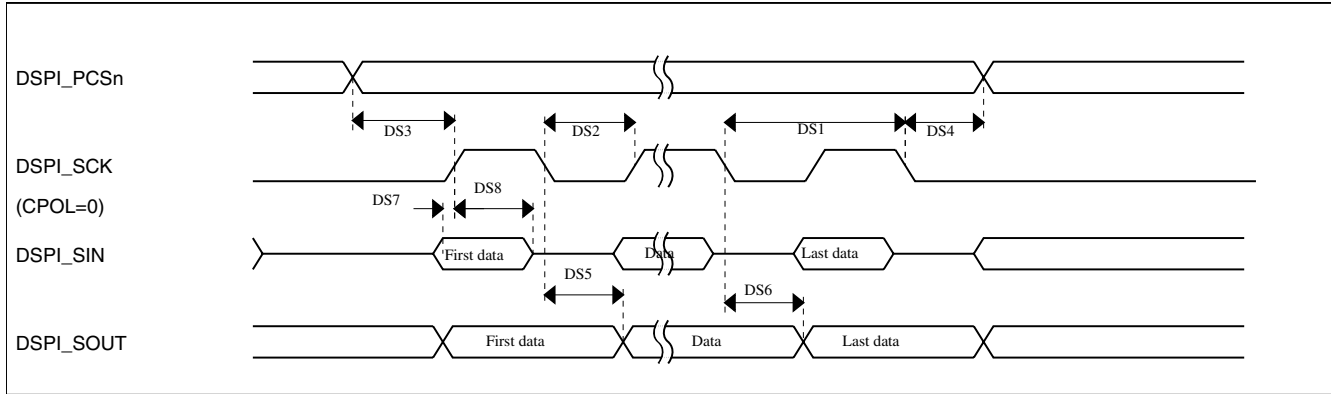 DSPI_PCSn
DS3
DS2
DS1
DS4
DSPI_SCK
(CPOL=0)
DS7
DS8
DSPI_SIN
First data
Data
Last data
DS5
DS6
DSPI_SOUT
First data
Data
Last data